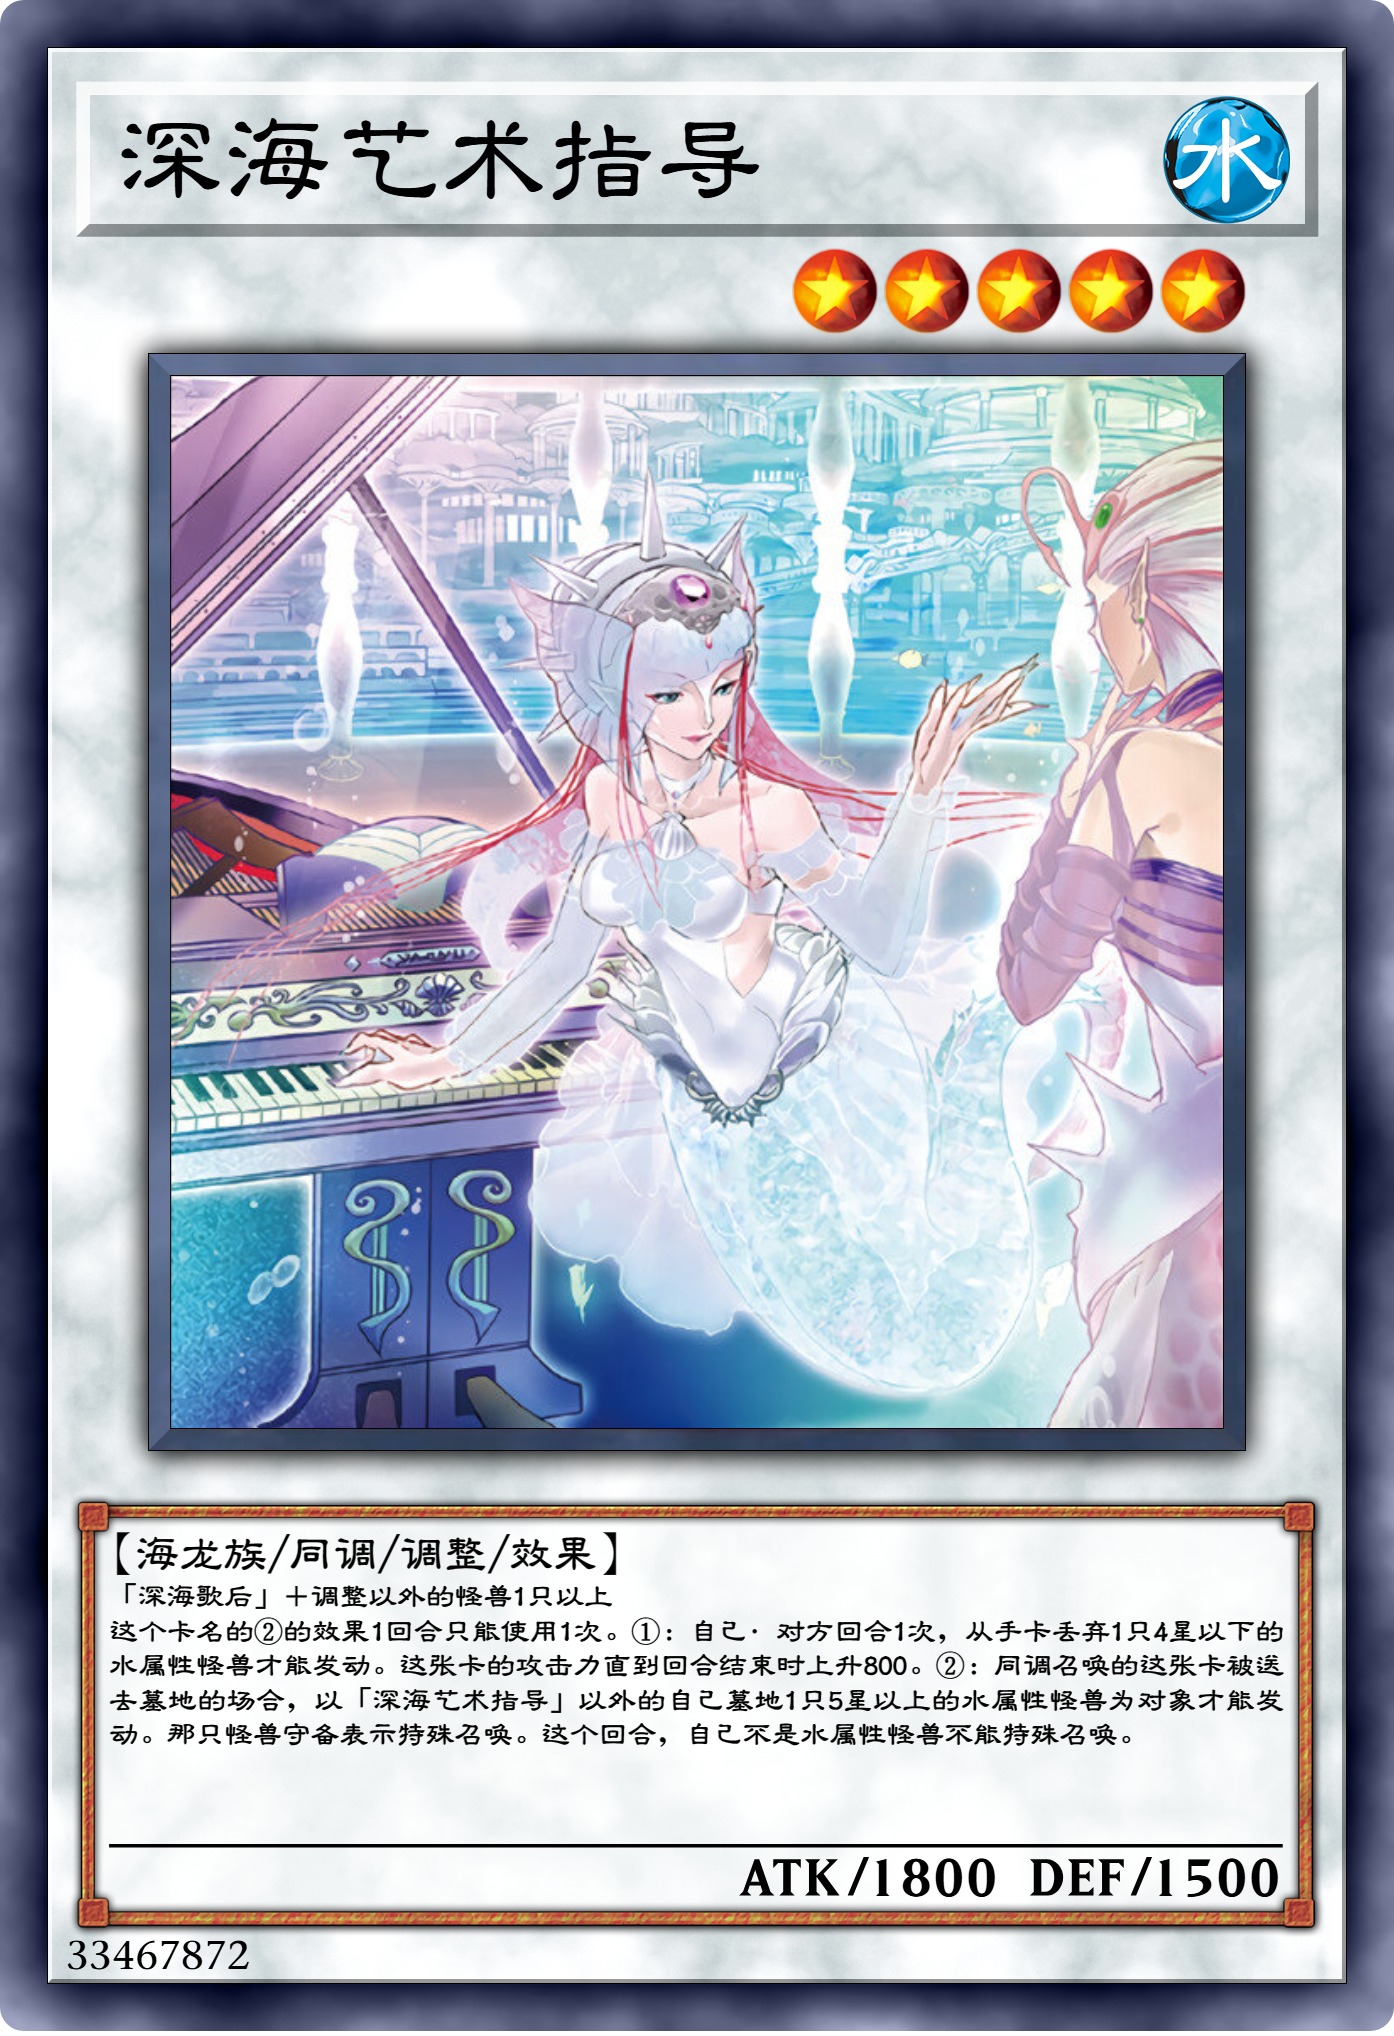 深海艺术指导
水
【海龙族/同调/调整/效果】
「深海歌后」＋调整以外的怪兽1只以上
这个卡名的②的效果1回合只能使用1次。①：自己·对方回合1次，从手卡丢弃1只4星以下的
水属性怪兽才能发动。这张卡的攻击力直到回合结束时上升800。②：同调召唤的这张卡被送
去墓地的场合，以「深海艺术指导」以外的自己墓地1只5星以上的水属性怪兽为对象才能发
动。那只怪兽守备表示特殊召唤。这个回合，自己不是水属性怪兽不能特殊召唤。
ATK/1800 DEF/1500
33467872